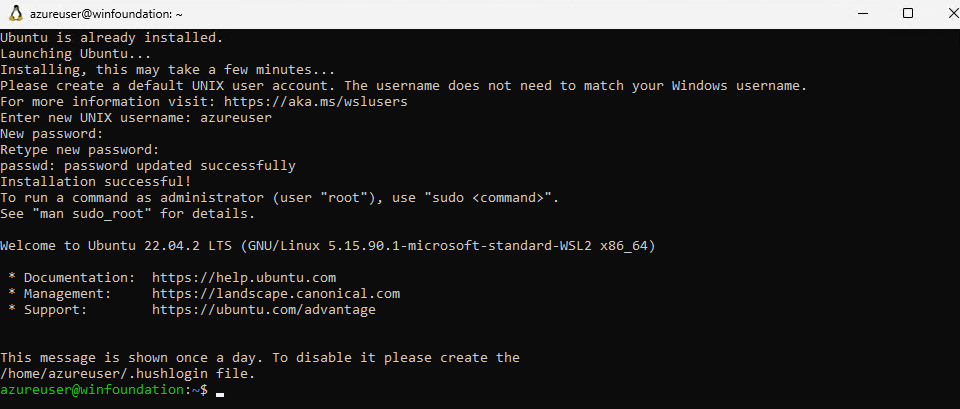 azureuser@winfoundation: ~
Ubuntu is already installed.
Launching Ubuntu...
Installing, this may take a few minutes...
Please create a default UNIX user account. The username does not need to match your Windows username.
For more information visit: https://aka.ms/wslusers
Enter new UNIX username: azureuser
New password:
Retype new password:
passwd: password updated successfully
Installation successful!
To run a command as administrator (user "root"), use "sudo <command>".
See "man sudo_root" for details.
Welcome to Ubuntu 22.04.2 LTS (GNU/Linux 5.15.90.1-microsoft-standard-WSL2 x86_64)
* Documentation:  https://help.ubuntu.com
* Management:     https://landscape.canonical.com
* Support:        https://ubuntu.com/advantage
This message is shown once a day. To disable it please create the
/home/azureuser/.hushlogin file.
azureuser@winfoundation:~$